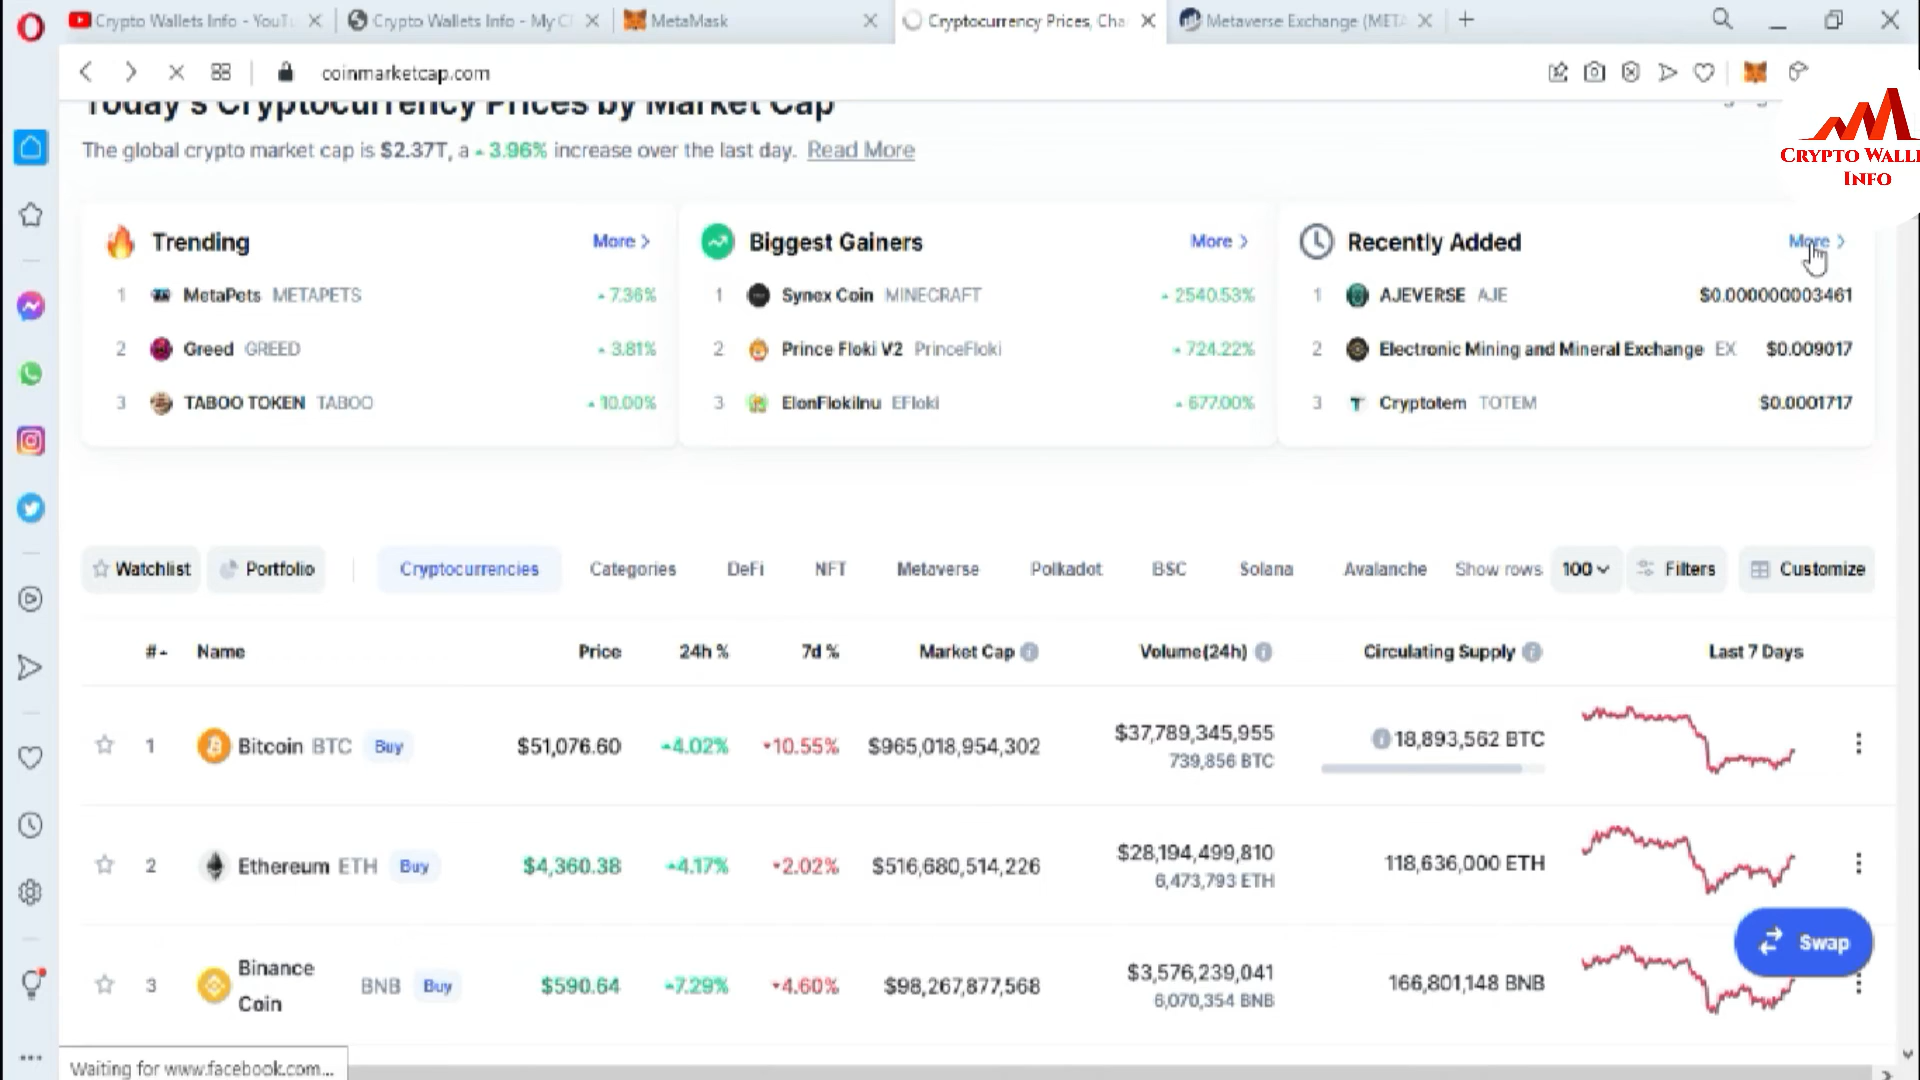 Crypto Wallets Info - YouTu
Crypto Wallets Info - My C
MetaMask
Cryptocurrency Prices, Cha
Metaverse Exchange (META
coinmarketcap.com
CRYPTO WALLE
INFO
Today's Cryptocurrency Prices by Market Cap
The global crypto market cap is $2.37T, a 3.96% increase over the last day. Read More
Trending More
1 MetaPets METAPETS 7.36%
2 Greed GREED 3.81%
3 TABOO TOKEN TABOO 10.00%
Biggest Gainers More
1 Synex Coin MINECRAFT 2540.53%
2 Prince Floki V2 PrinceFloki 724.22%
3 ElonFlokiInu EFloki 677.00%
Recently Added More
1 AJEVERSE AJE $0.000000003461
2 Electronic Mining and Mineral Exchange EX $0.009017
3 Cryptotem TOTEM $0.0001717
Watchlist Portfolio Cryptocurrencies Categories DeFi NFT Metaverse Polkadot BSC Solana Avalanche Show rows 100 Filters Customize
# Name Price 24h % 7d % Market Cap Volume(24h) Circulating Supply Last 7 Days
1 Bitcoin BTC Buy $51,076.60 4.02% 10.55% $965,018,954,302 $37,789,345,955 18,893,562 BTC
739,856 BTC
2 Ethereum ETH Buy $4,360.38 4.17% 2.02% $516,680,514,226 $28,194,499,810 118,636,000 ETH
6,473,793 ETH
3 Binance Coin BNB Buy $590.64 7.29% 4.60% $98,267,877,568 $3,576,239,041 166,801,148 BNB
6,070,354 BNB
Swap
Waiting for www.facebook.com...